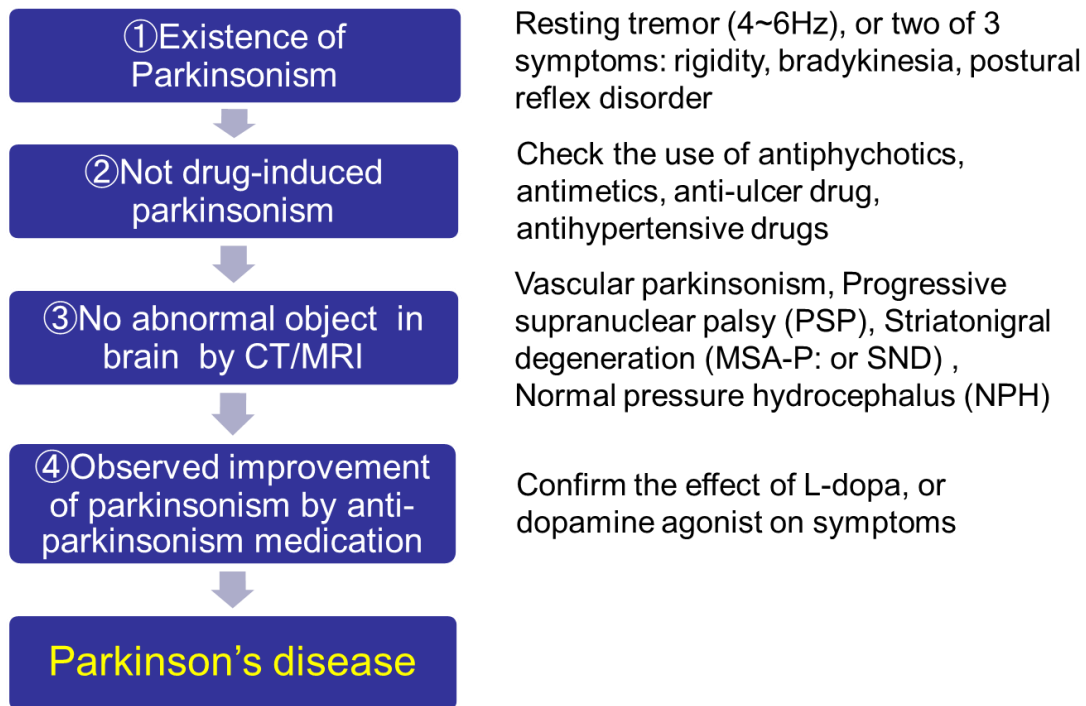 ①Existence of
Parkinsonism
Resting tremor (4~6Hz), or two of 3
symptoms: rigidity, bradykinesia, postural
reflex disorder
②Not drug-induced
parkinsonism
Check the use of antiphychotics,
antimetics, anti-ulcer drug,
antihypertensive drugs
③No abnormal object in
brain by CT/MRI
Vascular parkinsonism, Progressive
supranuclear palsy (PSP), Striatonigral
degeneration (MSA-P: or SND) ,
Normal pressure hydrocephalus (NPH)
④Observed improvement
of parkinsonism by anti-
parkinsonism medication
Confirm the effect of L-dopa, or
dopamine agonist on symptoms
Parkinson’s disease